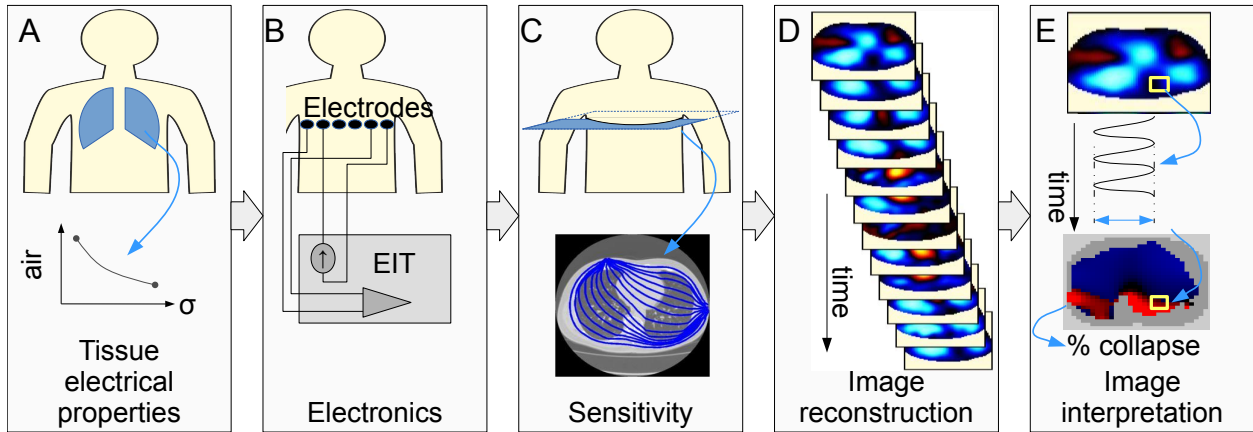 A
air
σ
Tissue
electrical
properties
B
Electrodes
EIT
Electronics
C
Sensitivity
D
time
Image
reconstruction
E
time
% collapse
Image
interpretation